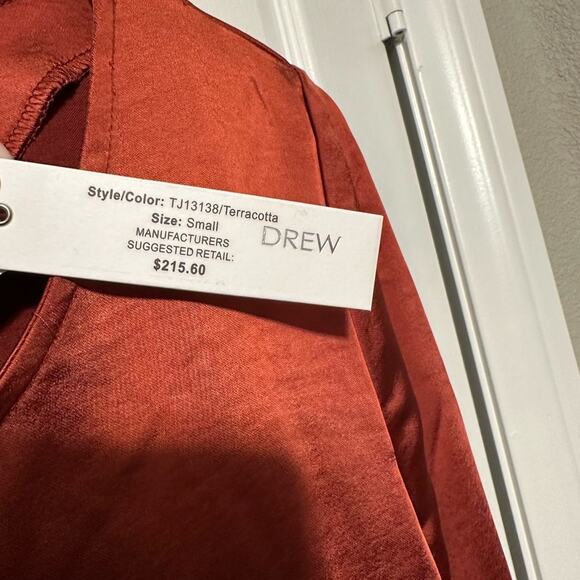 Style/Color: TJ13138/Terracotta
Size: Small
MANUFACTURERS
SUGGESTED RETAIL:
$215.60
DREW